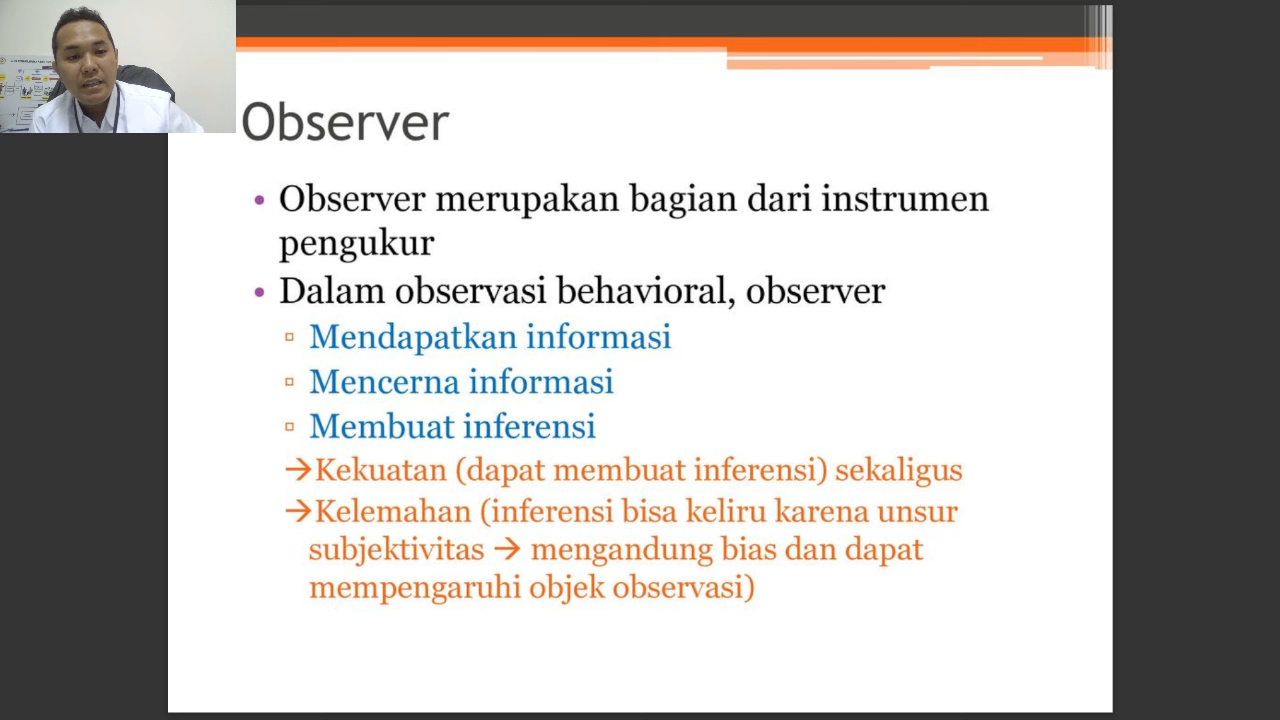 Observer
• Observer merupakan bagian dari instrumen
pengukur
• Dalam observasi behavioral, observer
▫ Mendapatkan informasi
▫ Mencerna informasi
▫ Membuat inferensi
→Kekuatan (dapat membuat inferensi) sekaligus
→Kelemahan (inferensi bisa keliru karena unsur
subjektivitas → mengandung bias dan dapat
mempengaruhi objek observasi)